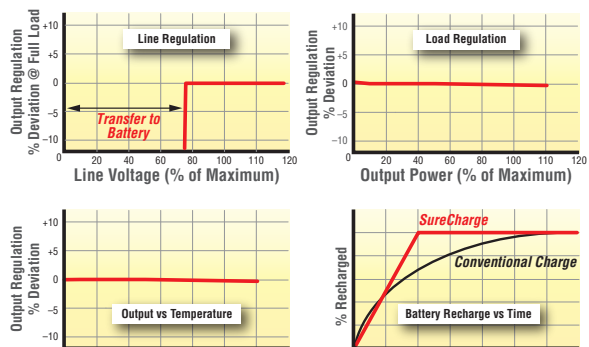 Output Regulation
% Deviation @ Full Load
+10
+5
0
−5
−10
Line Regulation
Transfer to
Battery
0 20 40 60 80 100 120
Line Voltage (% of Maximum)
Output Regulation
% Deviation
+10
+5
0
−5
−10
Load Regulation
0 20 40 60 80 100 120
Output Power (% of Maximum)
Output Regulation
% Deviation
+10
+5
0
−5
−10
Output vs Temperature
% Recharged
SureCharge
Conventional Charge
Battery Recharge vs Time